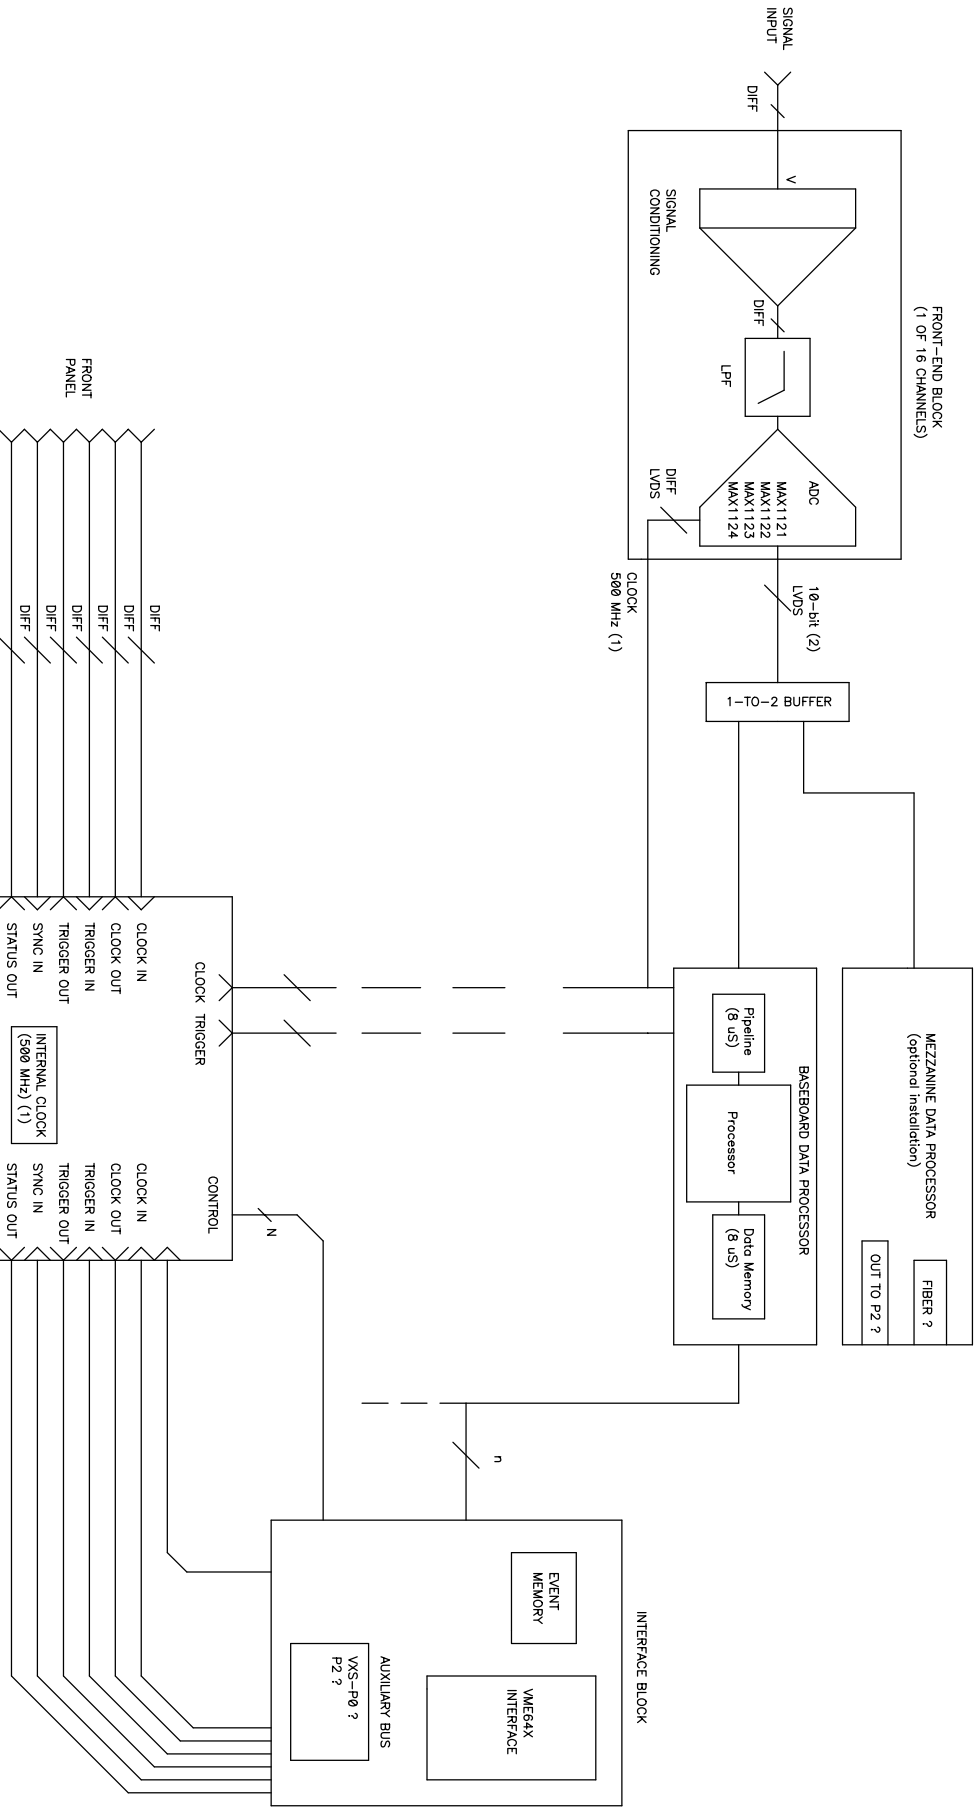 SIGNAL
INPUT
DIFF
FRONT-END BLOCK
(1 OF 16 CHANNELS)
V
SIGNAL
CONDITIONING
DIFF
LPF
ADC
MAX1121
MAX1122
MAX1123
MAX1124
DIFF
LVDS
CLOCK
500 MHz (1)
10-bit (2)
LVDS
1-TO-2 BUFFER
MEZZANINE DATA PROCESSOR
(optional installation)
FIBER ?
OUT TO P2 ?
BASEBOARD DATA PROCESSOR
Pipeline
(8 uS)
Processor
Data Memory
(8 uS)
n
INTERFACE BLOCK
EVENT
MEMORY
VME64X
INTERFACE
AUXILIARY BUS
VXS-P0 ?
P2 ?
FRONT
PANEL
DIFF
DIFF
DIFF
DIFF
DIFF
DIFF
CLOCK
TRIGGER
CONTROL
N
CLOCK IN
CLOCK OUT
TRIGGER IN
TRIGGER OUT
SYNC IN
STATUS OUT
INTERNAL CLOCK
(500 MHz) (1)
CLOCK IN
CLOCK OUT
TRIGGER IN
TRIGGER OUT
SYNC IN
STATUS OUT